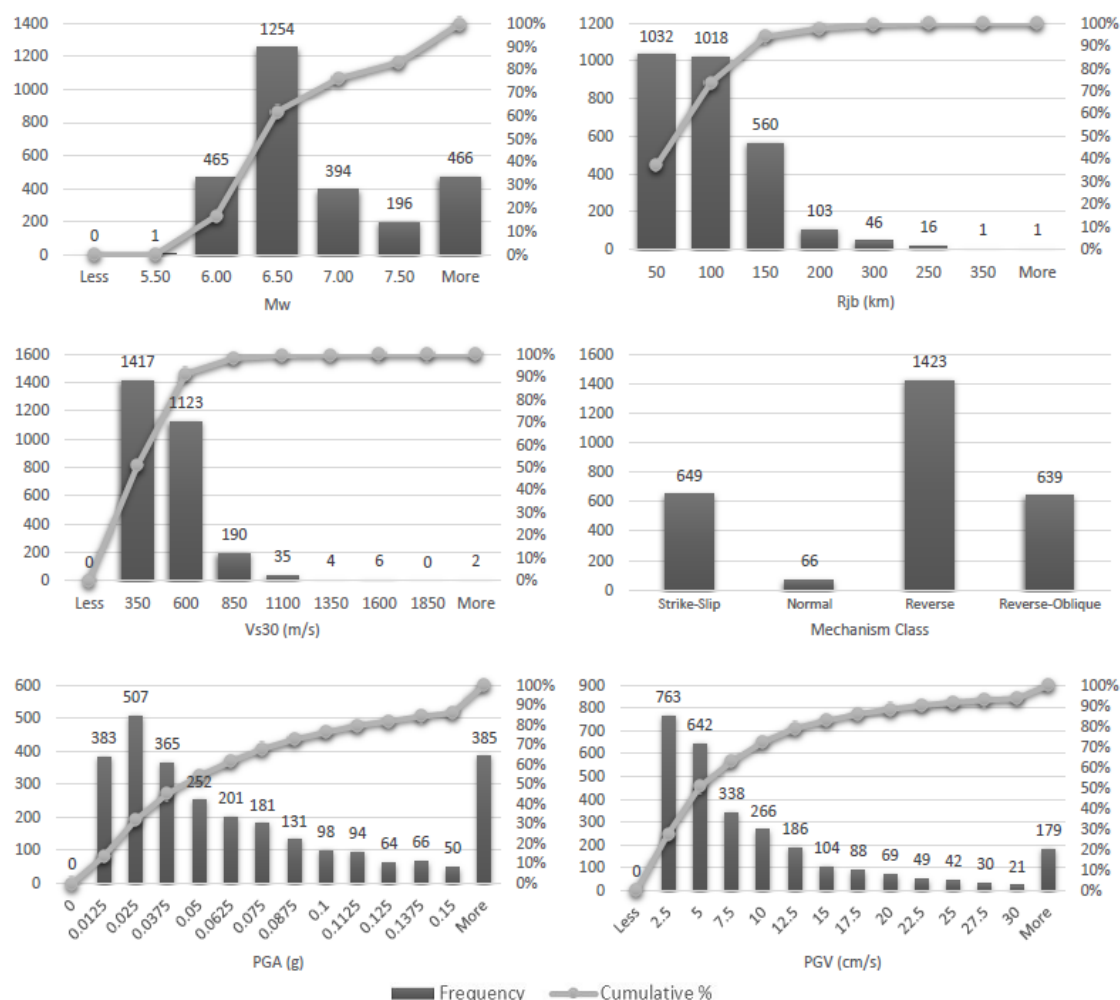 1400 1254 100%
1200 90%
80%
1000 70%
800 60%
50%
600 465 394 466 40%
400 30%
200 196 20%
0 1 10%
0 0%
Less 5.50 6.00 6.50 7.00 7.50 More
Mw
1200 1032 1018 100%
1000 90%
80%
800 70%
600 560 60%
50%
400 40%
30%
200 103 46 16 1 1 20%
10%
0 0%
50 100 150 200 300 250 350 More
Rjb (km)
1600 1417 100%
1400 90%
1200 1123 80%
1000 70%
60%
800 50%
600 40%
400 190 30%
200 0 35 4 6 0 2 20%
10%
0 0%
Less 350 600 850 1100 1350 1600 1850 More
Vs30 (m/s)
1600 1423
1400
1200
1000
800 649 639
600
400
200 66
0
Strike-Slip Normal Reverse Reverse-Oblique
Mechanism Class
600 507 100%
500 90%
383 365 385 80%
400 70%
300 252 60%
201 181 50%
200 131 98 94 40%
100 64 66 50 30%
0 20%
10%
0 0%
0 0.0125 0.025 0.0375 0.05 0.0625 0.075 0.0875 0.1 0.1125 0.125 0.1375 0.15 More
PGA (g)
900 763 100%
800 642 90%
700 80%
600 70%
500 60%
400 338 50%
300 266 40%
200 186 104 88 69 49 42 30 21 179 30%
100 20%
0 10%
0 0%
Less 2.5 5 7.5 10 12.5 15 17.5 20 22.5 25 27.5 30 More
PGV (cm/s)
Frequency Cumulative %